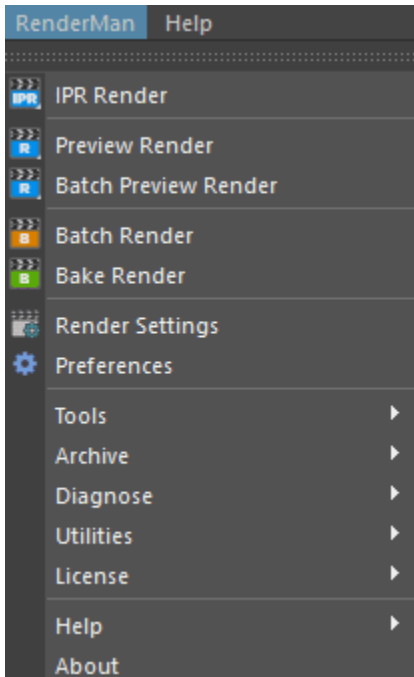 RenderMan Help
IPR IPR Render
R Preview Render
R Batch Preview Render
B Batch Render
B Bake Render
Render Settings
Preferences
Tools
Archive
Diagnose
Utilities
License
Help
About